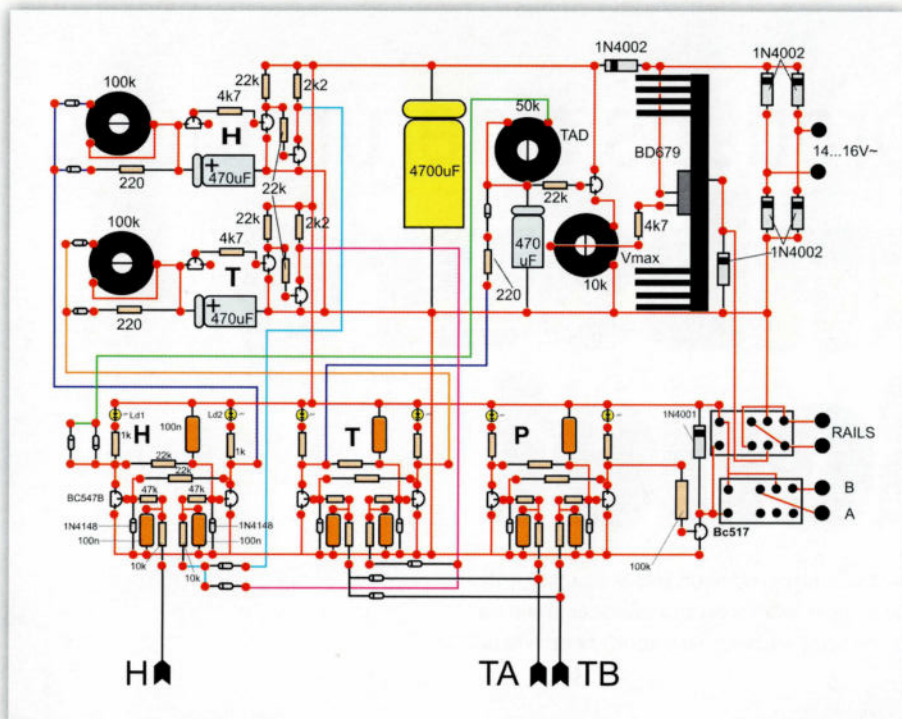 1N4002
1N4002
100k
22k
2k2
4k7
H
50k
TAD
BD679
14...16V~
220
470uF
22k
4700uF
22k
4k7
100k
22k
2k2
470
uF
Vmax
1N4002
4k7
T
220
10k
220
470uF
Ld1
H
100n
Ld2
T
P
1N4001
1k
1k
RAILS
22k
22k
BC547B
47k
47k
B
A
1N4148
1N4148
100n
100n
Bc517
10k
10k
100k
H
TA
TB